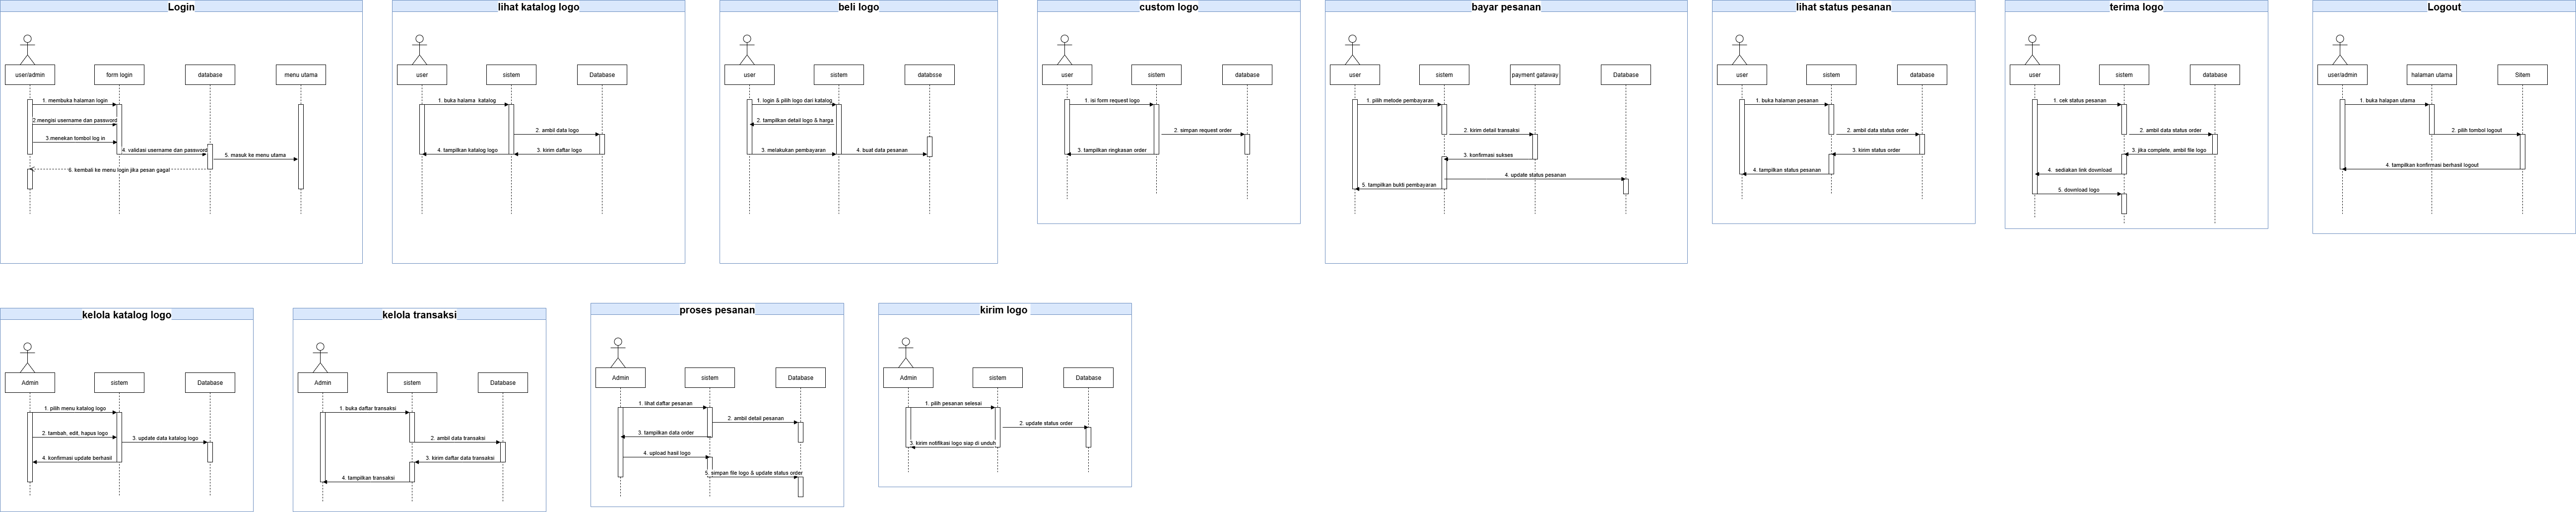 Login
user/admin
form login
database
menu utama
1. membuka halaman login
2.mengisi username dan password
3.menekan tombol log in
4. validasi username dan password
5. masuk ke menu utama
6. kembali ke menu login jika pesan gagal
lihat katalog logo
user
sistem
Database
1. buka halama katalog
2. ambil data logo
3. kirim daftar logo
4. tampilkan katalog logo
beli logo
user
sistem
databsse
1. login & pilih logo dari katalog
2. tampilkan detail logo & harga
3. melakukan pembayaran
4. buat data pesanan
custom logo
user
sistem
database
1. isi form request logo
2. simpan request order
3. tampilkan ringkasan order
bayar pesanan
user
sistem
payment gataway
Database
1. pilih metode pembayaran
2. kirim detail transaksi
3. konfirmasi sukses
4. update status pesanan
5. tampilkan bukti pembayaran
lihat status pesanan
user
sistem
database
1. buka halaman pesanan
2. ambil data status order
3. kirim status order
4. tampilkan status pesanan
terima logo
user
sistem
database
1. cek status pesanan
2. ambil data status order
3. jika complele, ambil file logo
4. sediakan link download
5. download logo
Logout
user/admin
halaman utama
Sitem
1. buka halapan utama
2. pilih tombol logout
4. tampilkan konfirmasi berhasil logout
kelola katalog logo
Admin
sistem
Database
1. pilih menu katalog logo
2. tambah, edit, hapus logo
3. update data katalog logo
4. konfirmasi update berhasil
kelola transaksi
Admin
sistem
Database
1. buka daftar transaksi
2. ambil data transaksi
3. kirim daftar data transaksi
4. tampilkan transaksi
proses pesanan
Admin
sistem
Database
1. lihat daftar pesanan
2. ambil detail pesanan
3. tampilkan data order
4. upload hasil logo
5. simpan file logo & update status order
kirim logo
Admin
sistem
Database
1. pilih pesanan selesai
2. update status order
3. kirim notifikasi logo siap di unduh